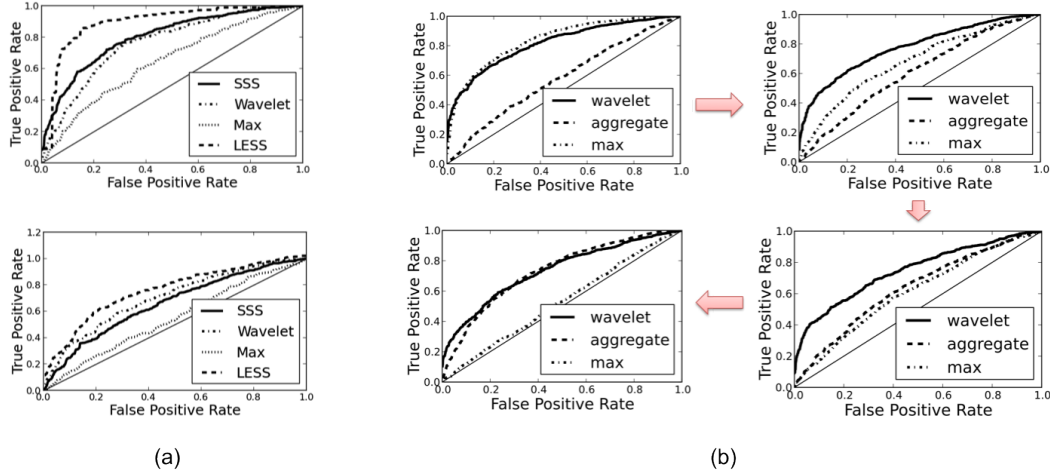 True Positive Rate
1.0
0.8
0.6
0.4
0.2
0.0
SSS
Wavelet
Max
LESS
0.0 0.2 0.4 0.6 0.8 1.0
False Positive Rate
True Positive Rate
1.2
1.0
0.8
0.6
0.4
0.2
0.0
SSS
Wavelet
Max
LESS
0.0 0.2 0.4 0.6 0.8 1.0
False Positive Rate
(a)
True Positive Rate
1.0
0.8
0.6
0.4
0.2
0.0
wavelet
aggregate
max
0.0 0.2 0.4 0.6 0.8 1.0
False Positive Rate
True Positive Rate
1.0
0.8
0.6
0.4
0.2
0.0
wavelet
aggregate
max
0.0 0.2 0.4 0.6 0.8 1.0
False Positive Rate
True Positive Rate
1.0
0.8
0.6
0.4
0.2
0.0
wavelet
aggregate
max
0.0 0.2 0.4 0.6 0.8 1.0
False Positive Rate
True Positive Rate
1.0
0.8
0.6
0.4
0.2
0.0
wavelet
aggregate
max
0.0 0.2 0.4 0.6 0.8 1.0
False Positive Rate
(b)